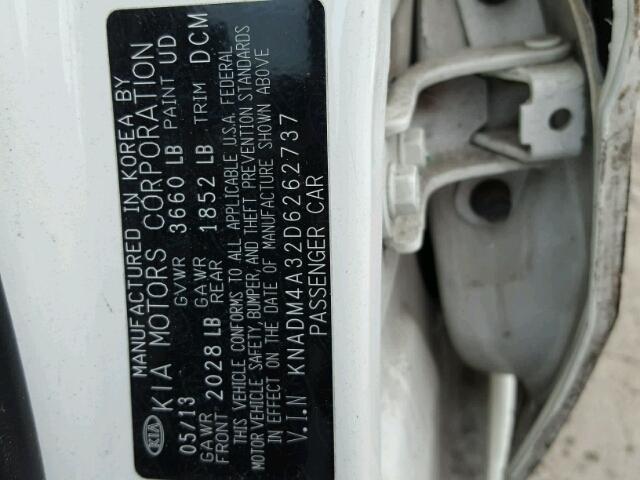 MANUFACTURED IN KOREA BY
KIA KIA MOTORS CORPORATION
05/13 GVWR 3660 LB PAINT UD
GAWR FRONT 2028 LB GAWR REAR 1852 LB TRIM DCM
THIS VEHICLE CONFORMS TO ALL APPLICABLE U.S.A. FEDERAL
MOTOR VEHICLE SAFETY, BUMPER, AND THEFT PREVENTION STANDARDS
IN EFFECT ON THE DATE OF MANUFACTURE SHOWN ABOVE
V.I.N KNADM4A32D6262737
PASSENGER CAR